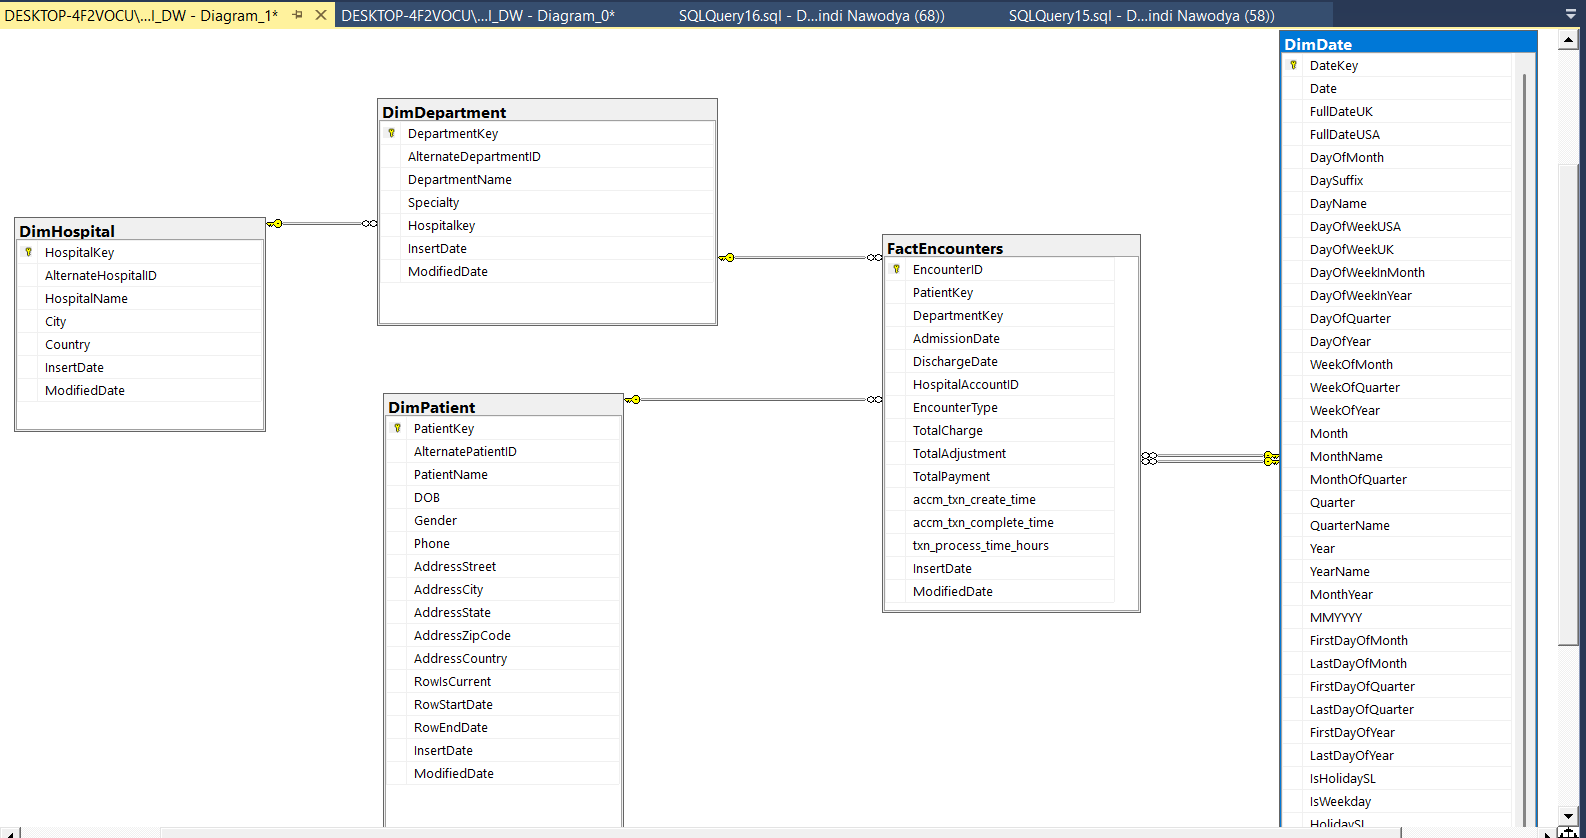 DESKTOP-4F2VOCU\...I_DW - Diagram_1*
DESKTOP-4F2VOCU\...I_DW - Diagram_0*
SQLQuery16.sql - D...indi Nawodya (68))
SQLQuery15.sql - D...indi Nawodya (58))
DimHospital
HospitalKey
AlternateHospitalID
HospitalName
City
Country
InsertDate
ModifiedDate
DimDepartment
DepartmentKey
AlternateDepartmentID
DepartmentName
Specialty
Hospitalkey
InsertDate
ModifiedDate
DimPatient
PatientKey
AlternatePatientID
PatientName
DOB
Gender
Phone
AddressStreet
AddressCity
AddressState
AddressZipCode
AddressCountry
RowIsCurrent
RowStartDate
RowEndDate
InsertDate
ModifiedDate
FactEncounters
EncounterID
PatientKey
DepartmentKey
AdmissionDate
DischargeDate
HospitalAccountID
EncounterType
TotalCharge
TotalAdjustment
TotalPayment
accm_txn_create_time
accm_txn_complete_time
txn_process_time_hours
InsertDate
ModifiedDate
DimDate
DateKey
Date
FullDateUK
FullDateUSA
DayOfMonth
DaySuffix
DayName
DayOfWeekUSA
DayOfWeekUK
DayOfWeekInMonth
DayOfWeekInYear
DayOfQuarter
DayOfYear
WeekOfMonth
WeekOfQuarter
WeekOfYear
Month
MonthName
MonthOfQuarter
Quarter
QuarterName
Year
YearName
MonthYear
MMYYYY
FirstDayOfMonth
LastDayOfMonth
FirstDayOfQuarter
LastDayOfQuarter
FirstDayOfYear
LastDayOfYear
IsHolidaySL
IsWeekday
HolidaySL